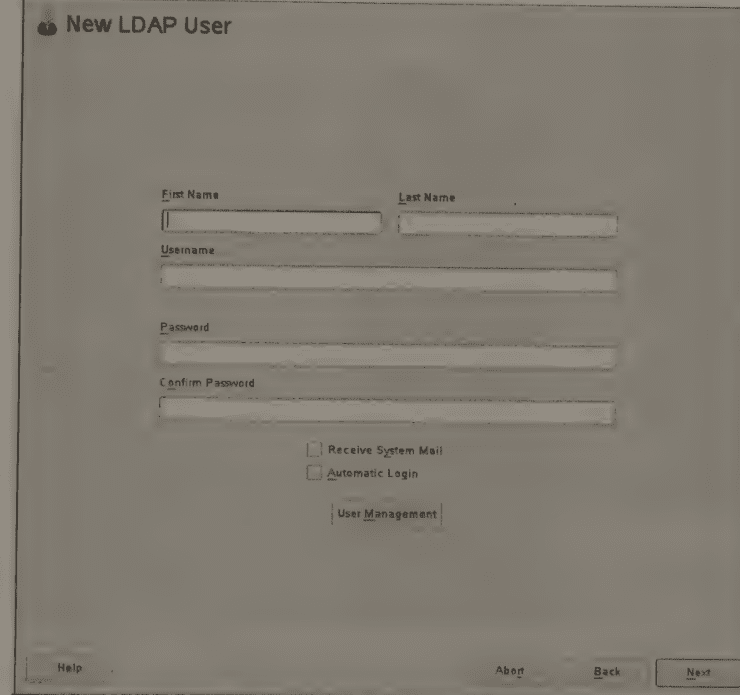 New LDAP User
First Name Last Name
Username
Password
Confirm Password
Receive System Mail
Automatic Login
User Management
Help Abort Back Next